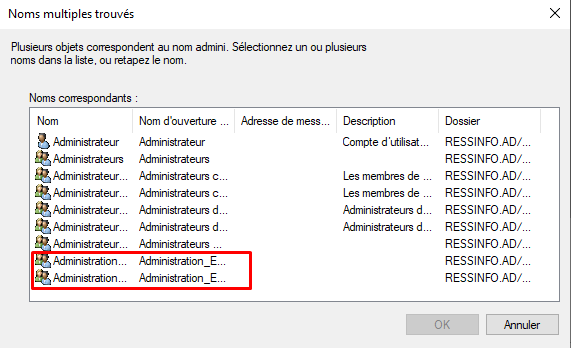 Noms multiples trouvés
Plusieurs objets correspondent au nom admini. Sélectionnez un ou plusieurs
noms dans la liste, ou retapez le nom.
Noms correspondants :
Nom Nom d'ouverture ... Adresse de mess... Description Dossier
Administrateur Administrateur Compte d'utilisat... RESSINFO.AD/...
Administrateurs Administrateurs RESSINFO.AD/...
Administrateur... Administrateurs c... Les membres de ... RESSINFO.AD/...
Administrateur... Administrateurs c... Les membres de ... RESSINFO.AD/...
Administrateur... Administrateurs d... Administrateurs d... RESSINFO.AD/...
Administrateur... Administrateurs d... Administrateurs d... RESSINFO.AD/...
Administrateur... Administrateurs ... RESSINFO.AD/...
Administration... Administration_E... RESSINFO.AD/...
Administration... Administration_E... RESSINFO.AD/...
OK Annuler